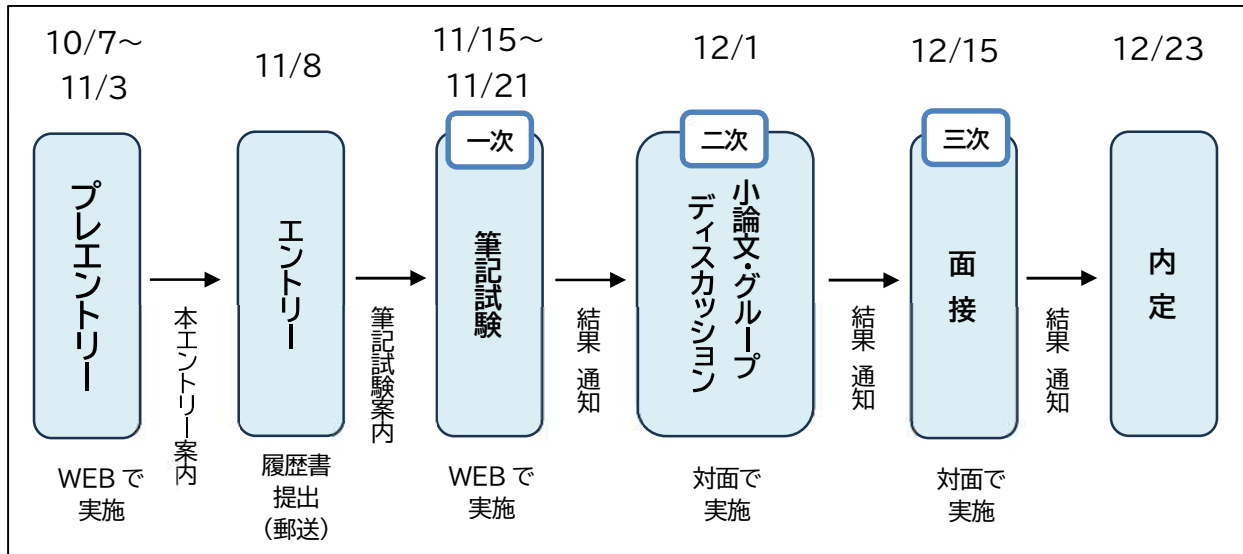 10/7～
11/3
プレエントリー
WEBで
実施
本エントリー案内
11/8
エントリー
履歴書
提出
（郵送）
筆記試験案内
11/15～
11/21
一次
筆記試験
WEBで
実施
結果 通知
12/1
二次
小論文・グループ
ディスカッション
対面で
実施
結果 通知
12/15
三次
面接
対面で
実施
結果 通知
12/23
内定